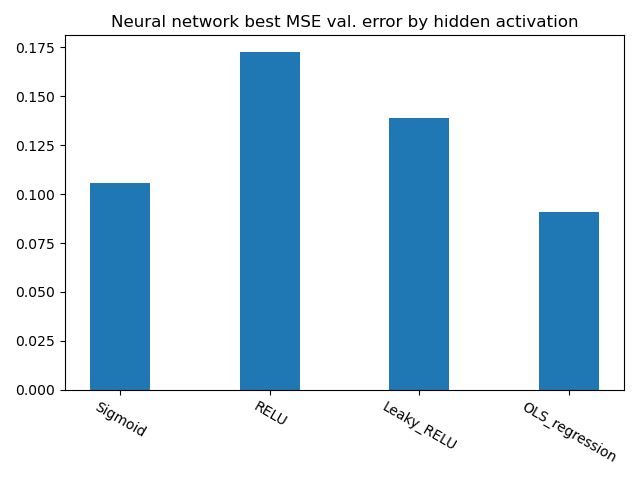 Neural network best MSE val. error by hidden activation
0.175
0.150
0.125
0.100
0.075
0.050
0.025
0.000
Sigmoid
RELU
Leaky_RELU
OLS_regression